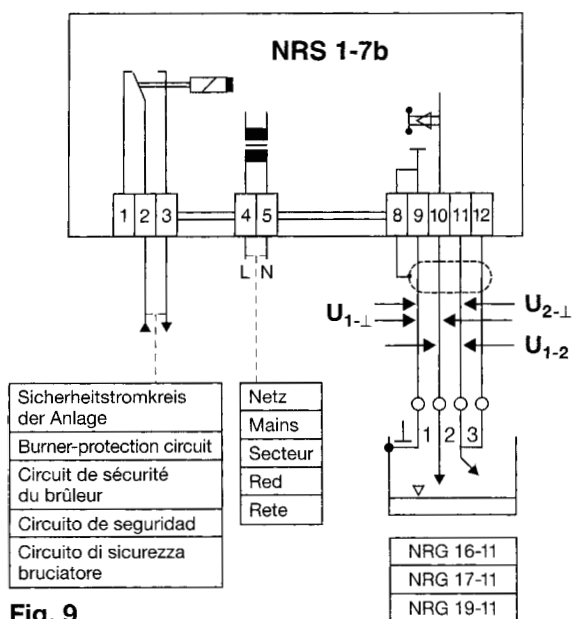 NRS 1-7b
1 2 3 4 5 8 9 10 11 12
L N
U1-⊥
U2-⊥
U1-2
1 2 3
Sicherheitstromkreis
der Anlage
Burner-protection circuit
Circuit de sécurité
du brûleur
Circuito de seguridad
Circuito di sicurezza
bruciatore
Netz
Mains
Secteur
Red
Rete
NRG 16-11
NRG 17-11
NRG 19-11
Fig. 9